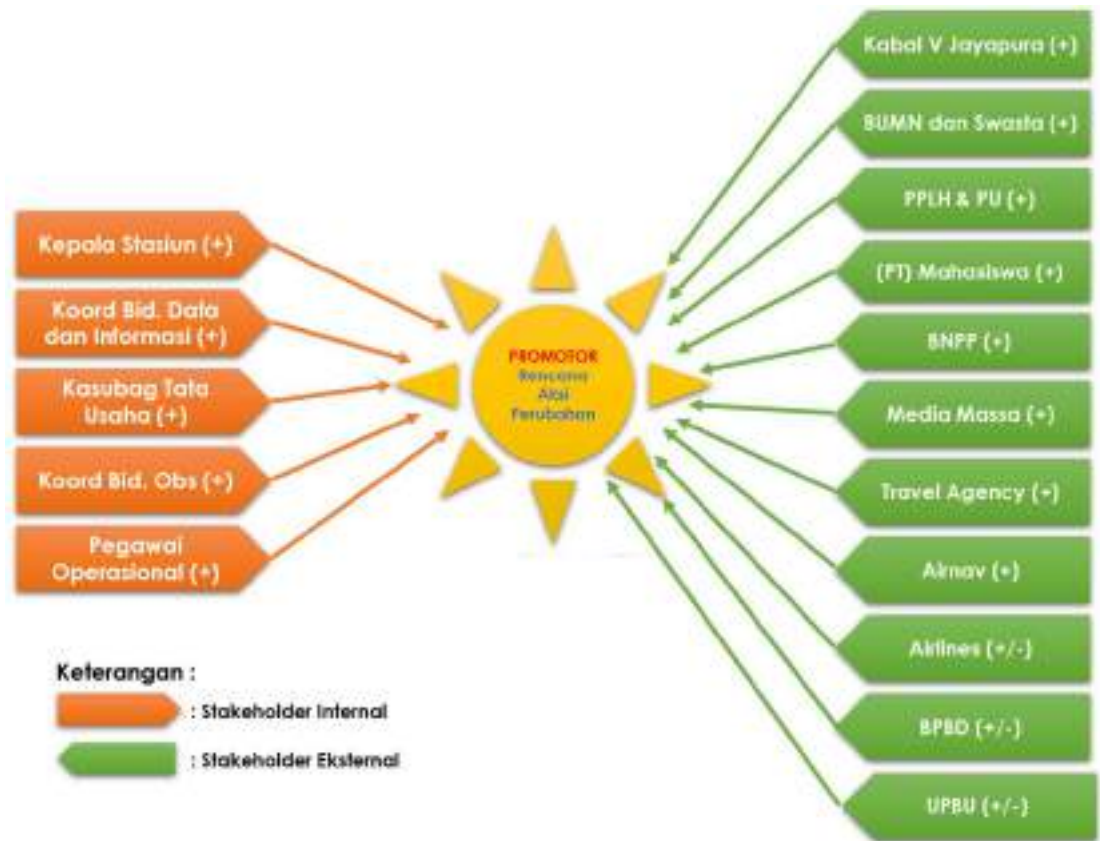 Kabal V Jayapura (+)
BUMN dan Swasta (+)
PPLH & PU (+)
(PT) Mahasiswa (+)
BNPP (+)
Media Massa (+)
Travel Agency (+)
Airnav (+)
Airlines (+/-)
BPBD (+/-)
UPBU (+/-)
Kepala Stasiun (+)
Koord Bid. Data
dan Informasi (+)
Kasubag Tata
Usaha (+)
Koord Bid. Obs (+)
Pegawai
Operasional (+)
PROMOTOR
Rencana
Aksi
Perubahan
Keterangan :
: Stakeholder Internal
: Stakeholder Eksternal